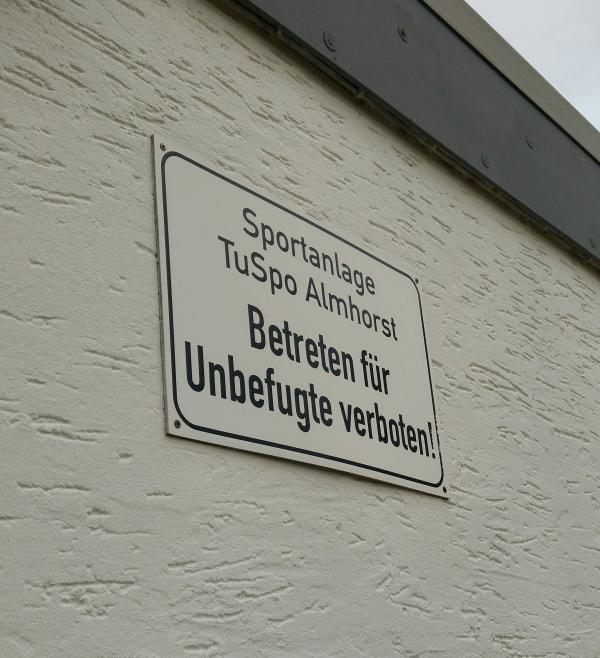 Sportanlage
TuSpo Almhorst
Betreten für
Unbefugte verboten!